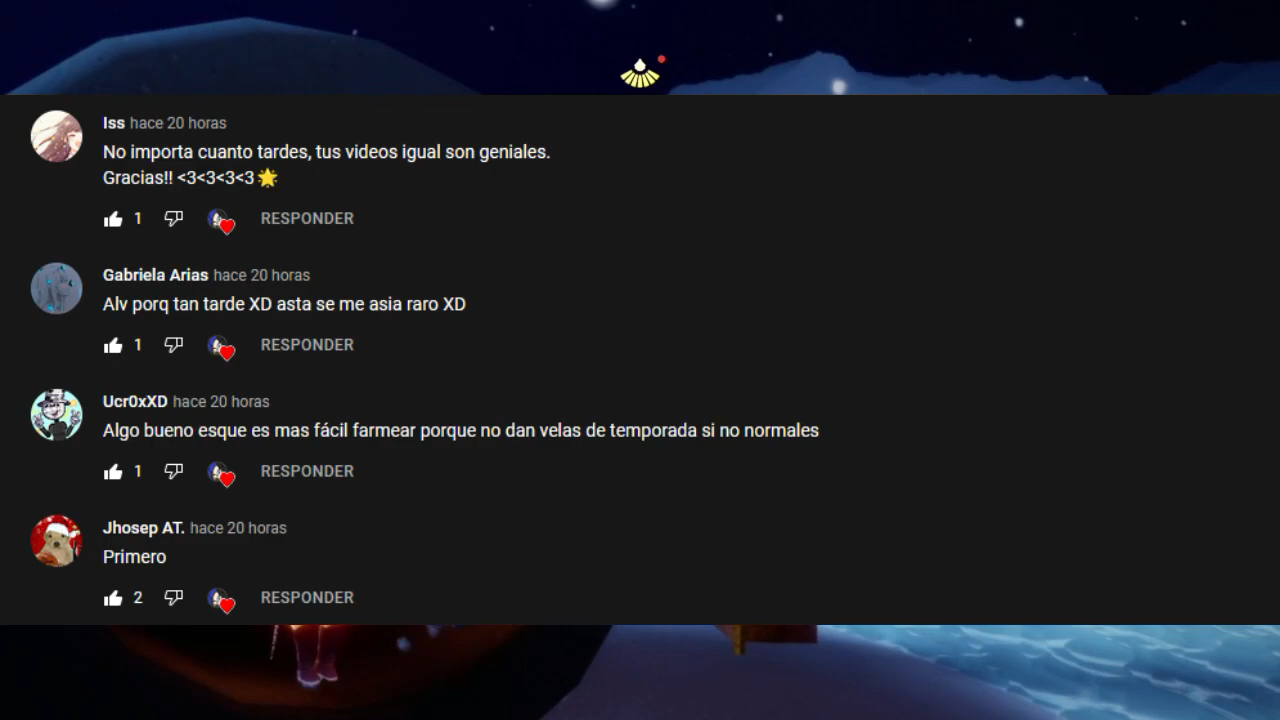 Iss hace 20 horas
No importa cuanto tardes, tus videos igual son geniales.
Gracias!! <3<3<3<3🌟
1 RESPONDER
Gabriela Arias hace 20 horas
Alv porq tan tarde XD asta se me asia raro XD
1 RESPONDER
Ucr0xXD hace 20 horas
Algo bueno esque es mas fácil farmear porque no dan velas de temporada si no normales
1 RESPONDER
Jhosep AT. hace 20 horas
Primero
2 RESPONDER